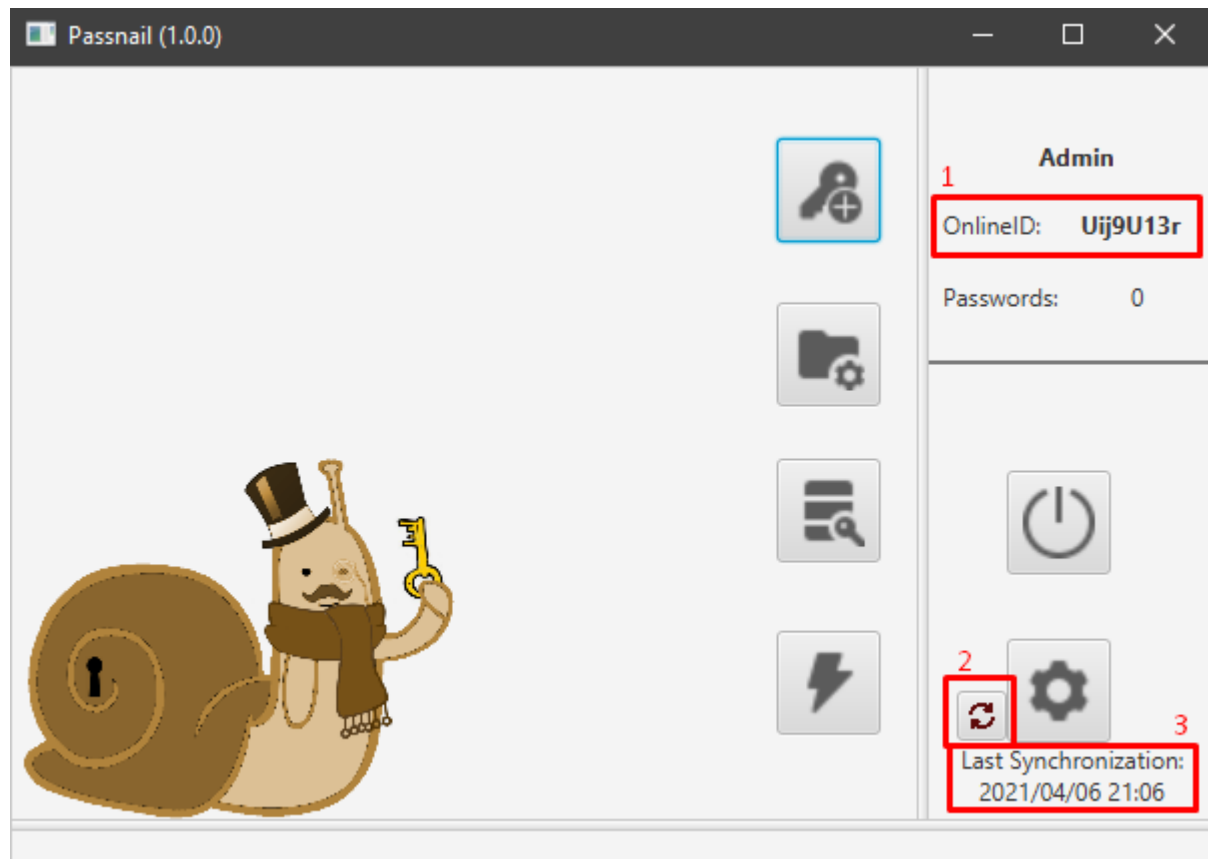 Passnail (1.0.0)
Admin
1
OnlineID: Uij9U13r
Passwords: 0
2
3
Last Synchronization:
2021/04/06 21:06